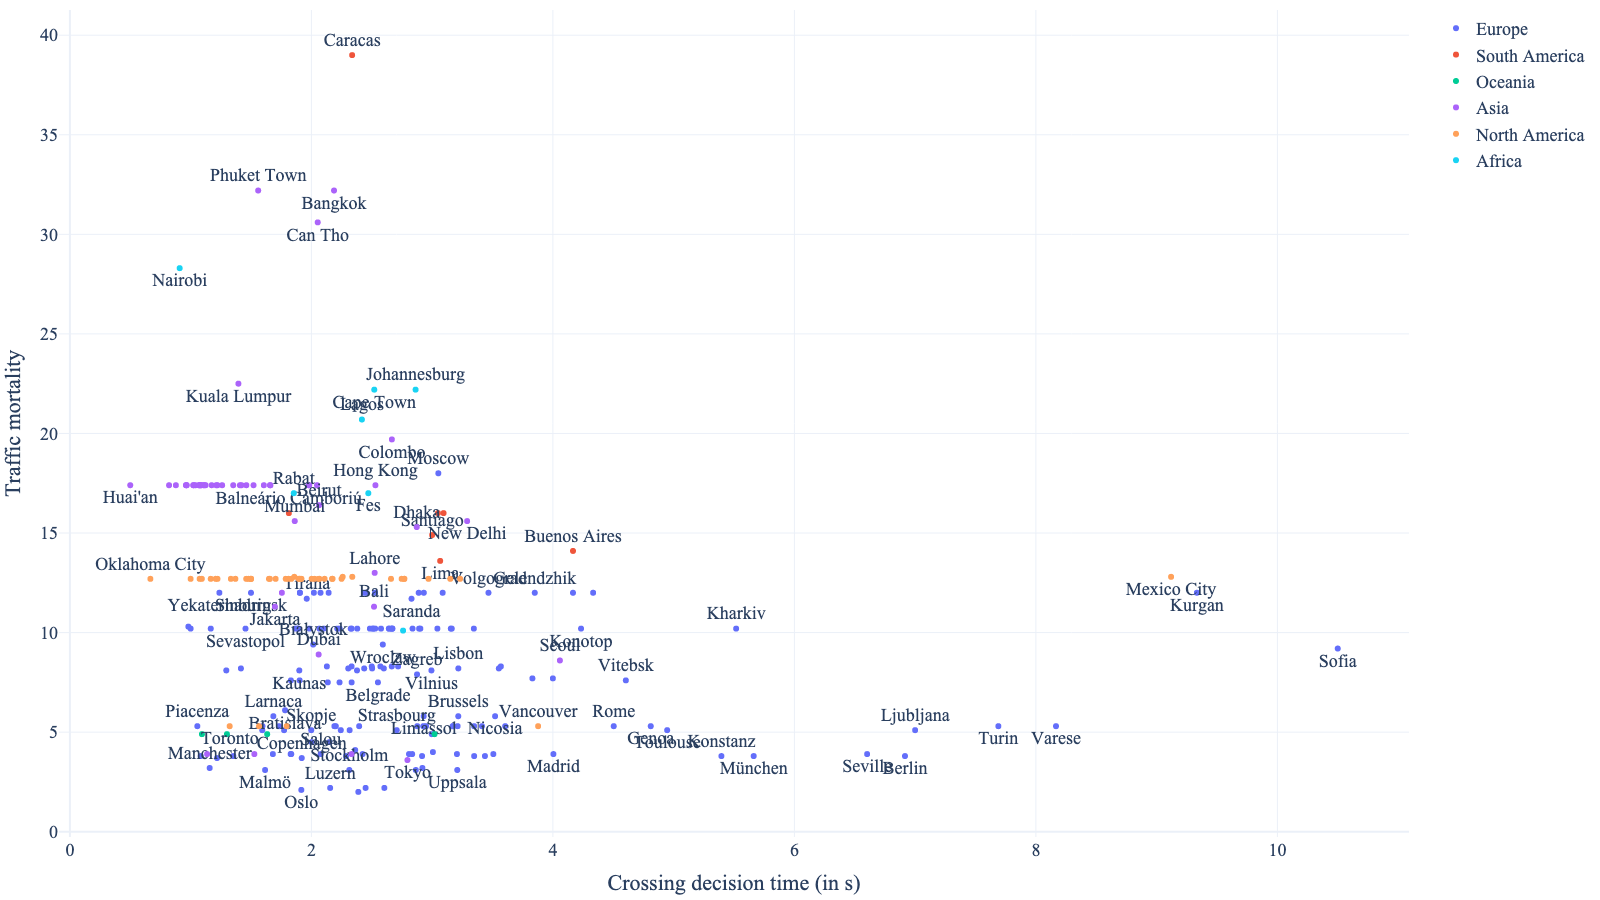 40
35
30
25
20
15
10
5
0
0
2
4
6
8
10
Traffic mortality
Crossing decision time (in s)
Europe
South America
Oceania
Asia
North America
Africa
Caracas
Phuket Town
Bangkok
Can Tho
Nairobi
Johannesburg
Kuala Lumpur
Cape Town
Lagos
Colombo
Moscow
Hong Kong
Rabat
Beirut
Huai'an
Balneário Camboriú
Mumbai
Fes
Dhaka
Santiago
New Delhi
Buenos Aires
Oklahoma City
Lahore
Lima
Volgograd
Gelendzhik
Tirana
Bali
Mexico City
Yekaterinburg
Kurgan
Saranda
Kharkiv
Jakarta
Bialystok
Sevastopol
Dubai
Konotop
Seoul
Wroclaw
Zagreb
Lisbon
Sofia
Vitebsk
Kaunas
Vilnius
Belgrade
Larnaca
Brussels
Piacenza
Skopje
Strasbourg
Vancouver
Rome
Ljubljana
Bratislava
Limassol
Nicosia
Toronto
Copenhagen
Salou
Genoa
Toulouse
Konstanz
Turin
Varese
Manchester
Stockholm
Madrid
München
Seville
Berlin
Luzern
Tokyo
Malmö
Uppsala
Oslo